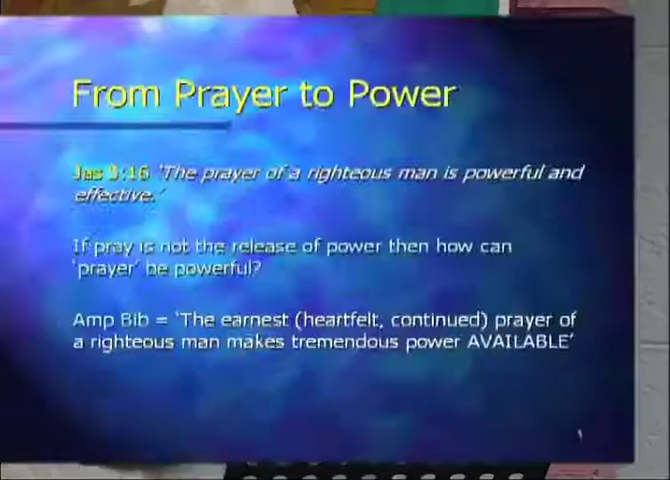 From Prayer to Power
Jas 5:16 'The prayer of a righteous man is powerful and
effective.'
If pray is not the release of power then how can
'prayer' be powerful?
Amp Bib = 'The earnest (heartfelt, continued) prayer of
a righteous man makes tremendous power AVAILABLE'